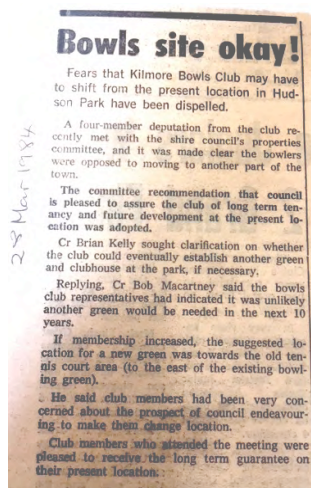 Bowls site okay!
Fears that Kilmore Bowls Club may have
to shift from the present location in Hud-
son Park have been dispelled.
A four-member deputation from the club re-
cently met with the shire council's properties
committee, and it was made clear the bowlers
were opposed to moving to another part of the
town.
The committee recommendation that council
is pleased to assure the club of long term ten-
ancy and future development at the present lo-
cation was adopted.
Cr Brian Kelly sought clarification on whether
the club could eventually establish another green
and clubhouse at the park, if necessary.
Replying, Cr Bob Macartney said the bowls
club representatives had indicated it was unlikely
another green would be needed in the next 10
years.
If membership increased, the suggested lo-
cation for a new green was towards the old ten-
nis court area (to the east of the existing bowl-
ing green).
He said club members had been very con-
cerned about the prospect of council endeavour-
ing to make them change location.
Club members who attended the meeting were
pleased to receive the long term guarantee on
their present location.
28 Mar 1984